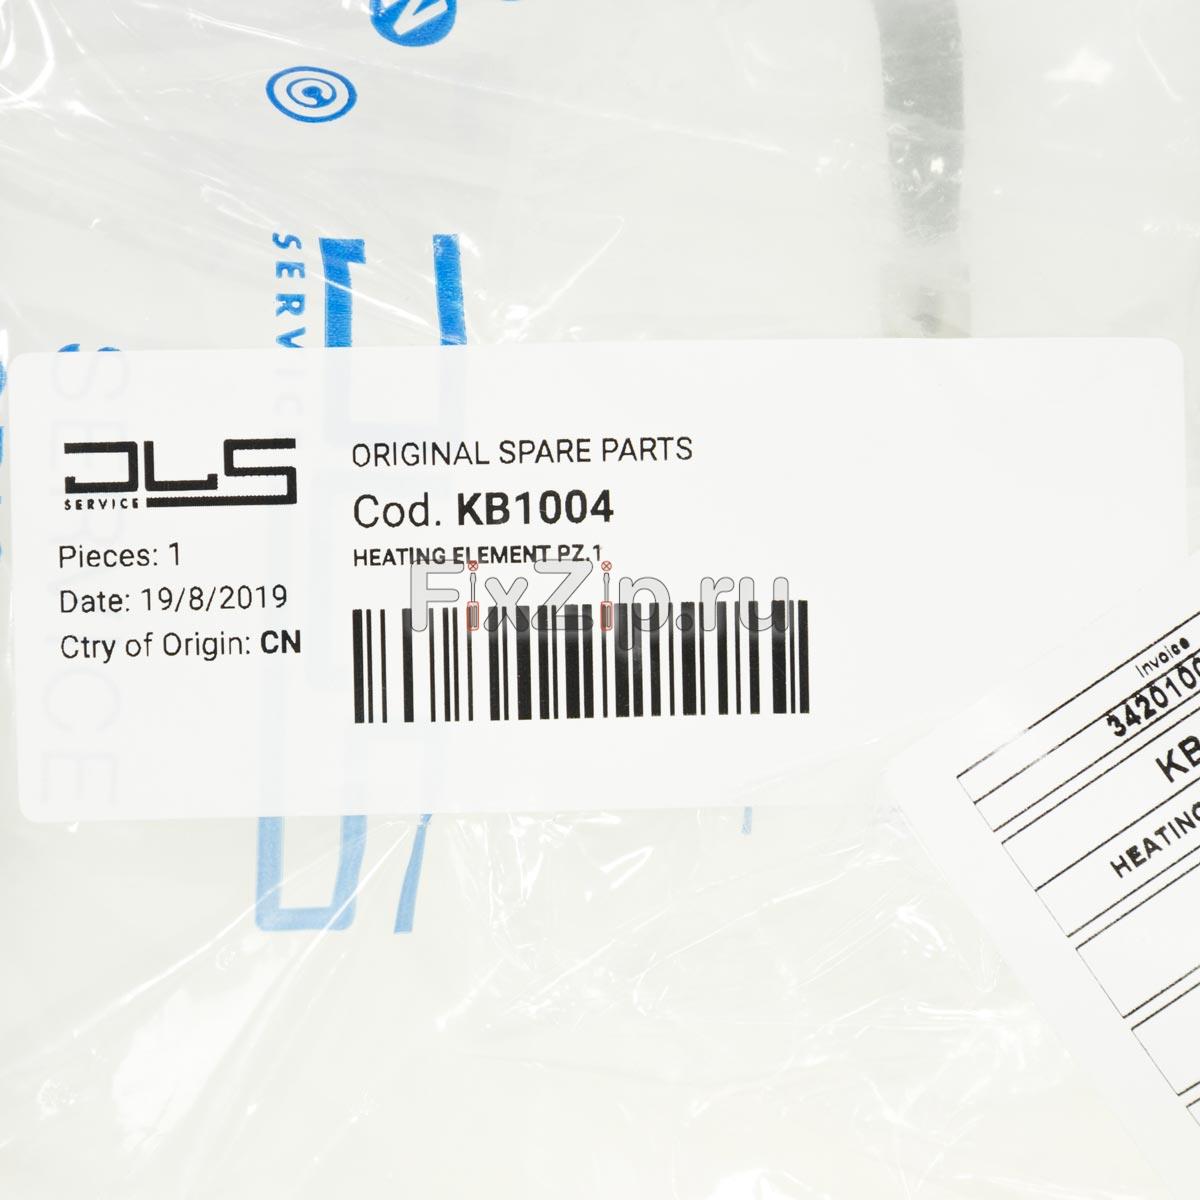 SERVICE
SERVICE
DLS
SERVICE
ORIGINAL SPARE PARTS
Cod. KB1004
HEATING ELEMENT PZ.1
Pieces: 1
Date: 19/8/2019
Ctry of Origin: CN
FixZip.ru
Invoice
KB
HEATING